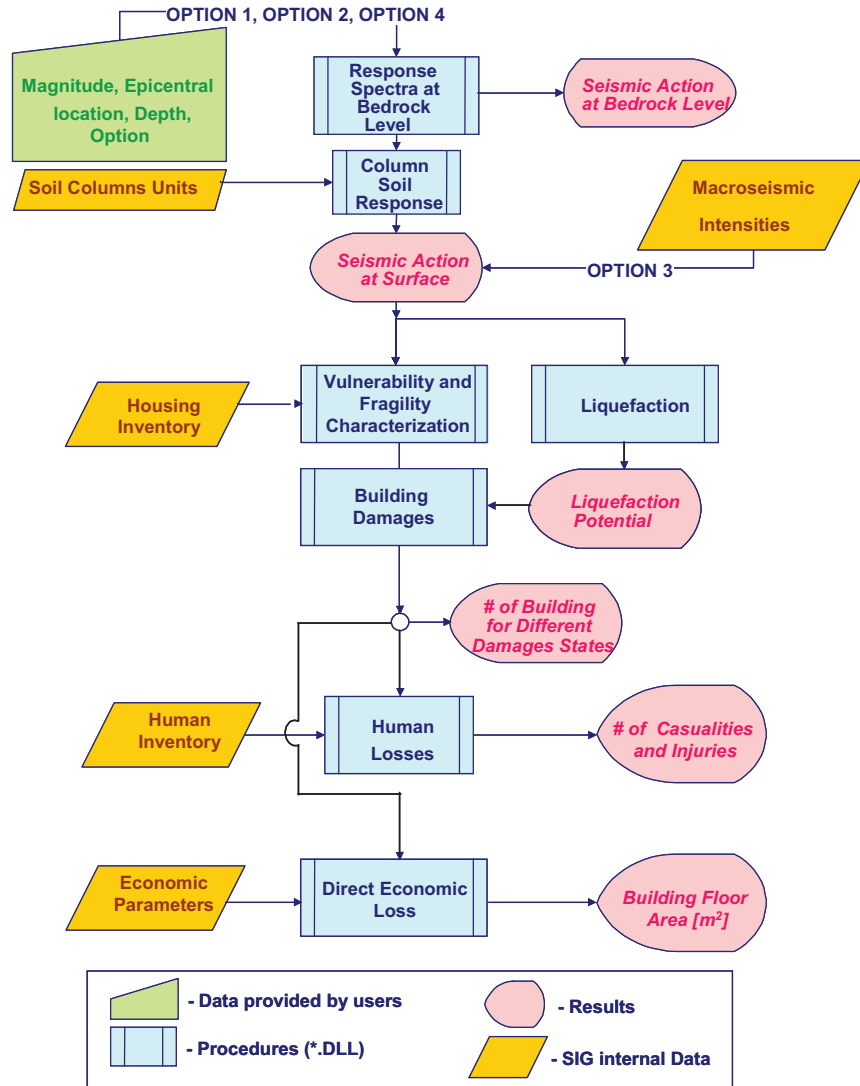 OPTION 1, OPTION 2, OPTION 4
Magnitude, Epicentral
location, Depth,
Option
Response
Spectra at
Bedrock
Level
Seismic Action
at Bedrock Level
Soil Columns Units
Column
Soil
Response
Macroseismic
Intensities
Seismic Action
at Surface
OPTION 3
Housing
Inventory
Vulnerability and
Fragility
Characterization
Liquefaction
Building
Damages
Liquefaction
Potential
# of Building
for Different
Damages States
Human
Inventory
Human
Losses
# of Casualities
and Injuries
Economic
Parameters
Direct Economic
Loss
Building Floor
Area [m²]
- Data provided by users
- Results
- Procedures (*.DLL)
- SIG internal Data